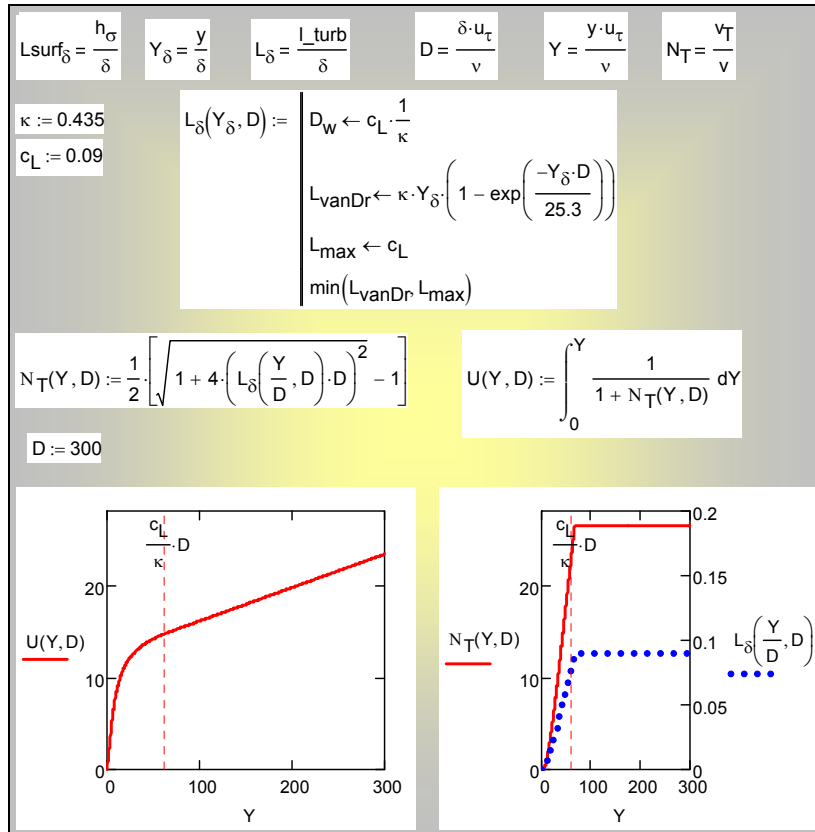 Lsurf_δ = h_σ / δ    Y_δ = y / δ    L_δ = l_turb / δ    D = δ·u_τ / ν    Y = y·u_τ / ν    N_T = ν_T / ν
κ := 0.435
c_L := 0.09
L_δ(Y_δ, D) := | D_w ← c_L · 1/κ
L_vanDr ← κ·Y_δ·(1 − exp(−Y_δ·D / 25.3))
L_max ← c_L
min(L_vanDr, L_max)
N_T(Y, D) := 1/2·[√(1 + 4·(L_δ(Y/D, D)·D)²) − 1]    U(Y, D) := ∫₀^Y 1 / (1 + N_T(Y, D)) dY
D := 300
c_L/κ·D
20
10
0
U(Y, D)
0 100 200 300
Y
c_L/κ·D
20
10
0
N_T(Y, D)
0.2
0.15
0.1
0.05
0
L_δ(Y/D, D)
0 100 200 300
Y